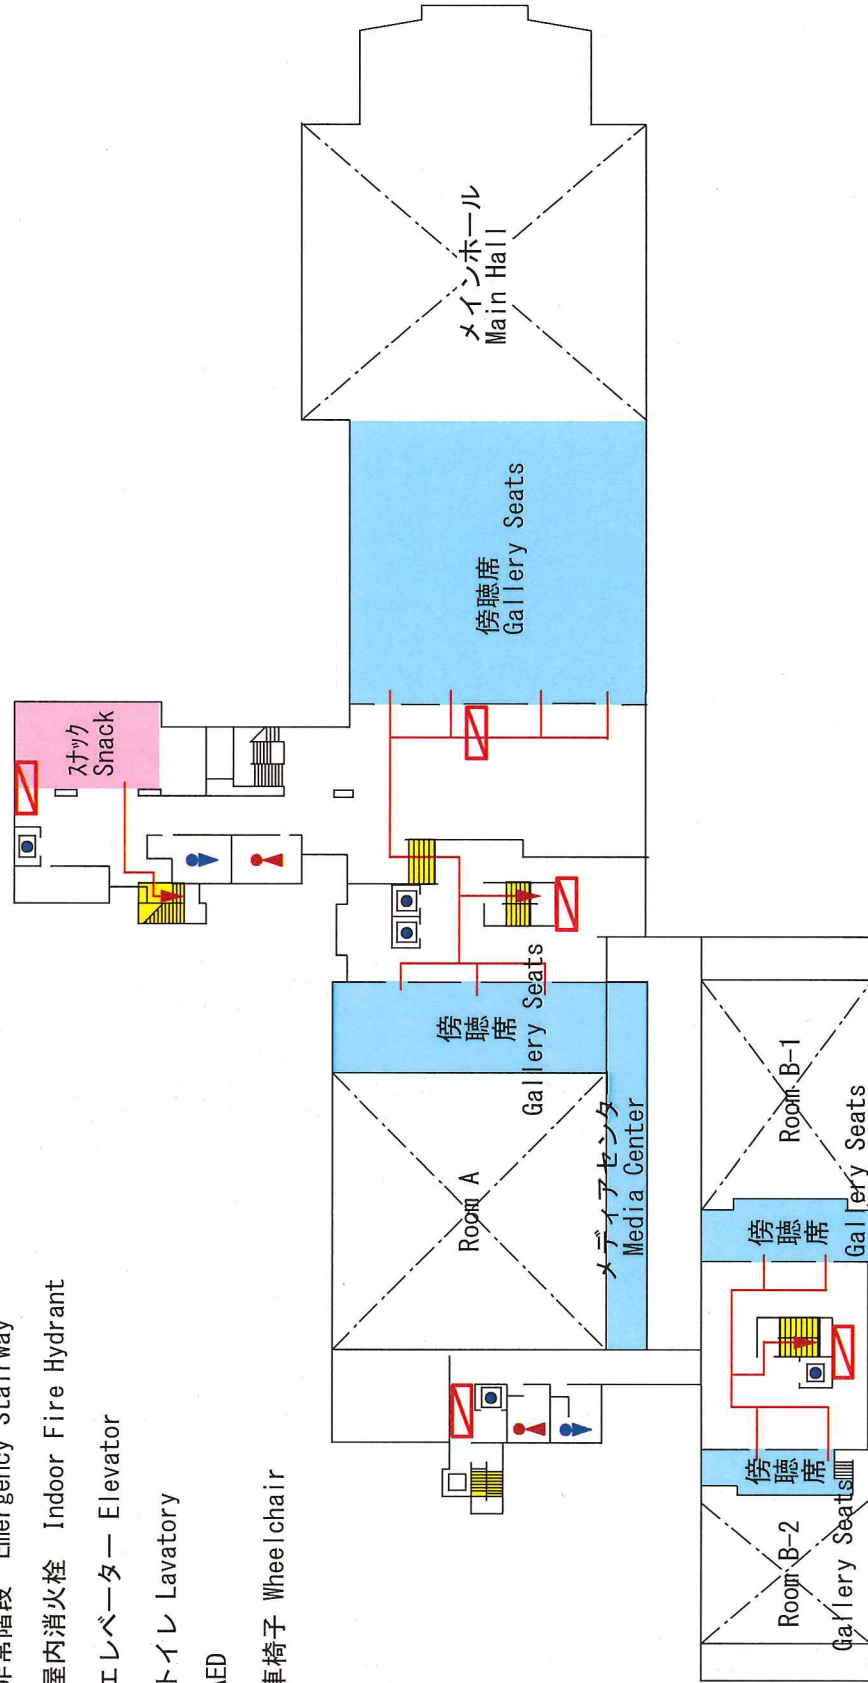 非常階段 Emergency Stairway
屋内消火栓 Indoor Fire Hydrant
エレベーター Elevator
トイレ Lavatory
AED
車椅子 Wheelchair
スナック
Snack
メインホール
Main Hall
傍聴席
Gallery Seats
傍聴席
Gallery Seats
Room A
メディアセンタ
Media Center
Room B-1
傍聴席
Gallery Seats
傍聴席
Gallery Seats
Room B-2